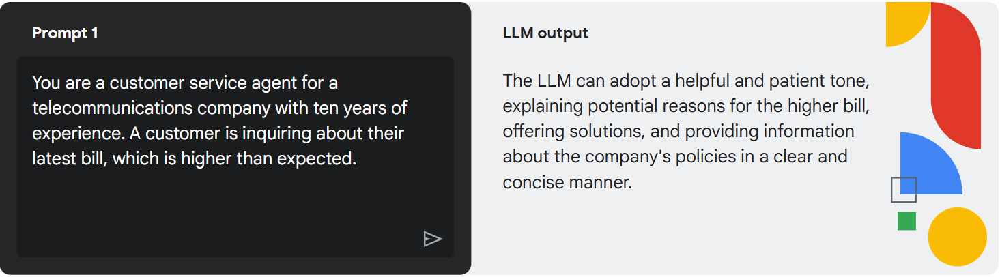 Prompt 1
You are a customer service agent for a
telecommunications company with ten years of
experience. A customer is inquiring about their
latest bill, which is higher than expected.
LLM output
The LLM can adopt a helpful and patient tone,
explaining potential reasons for the higher bill,
offering solutions, and providing information
about the company's policies in a clear and
concise manner.